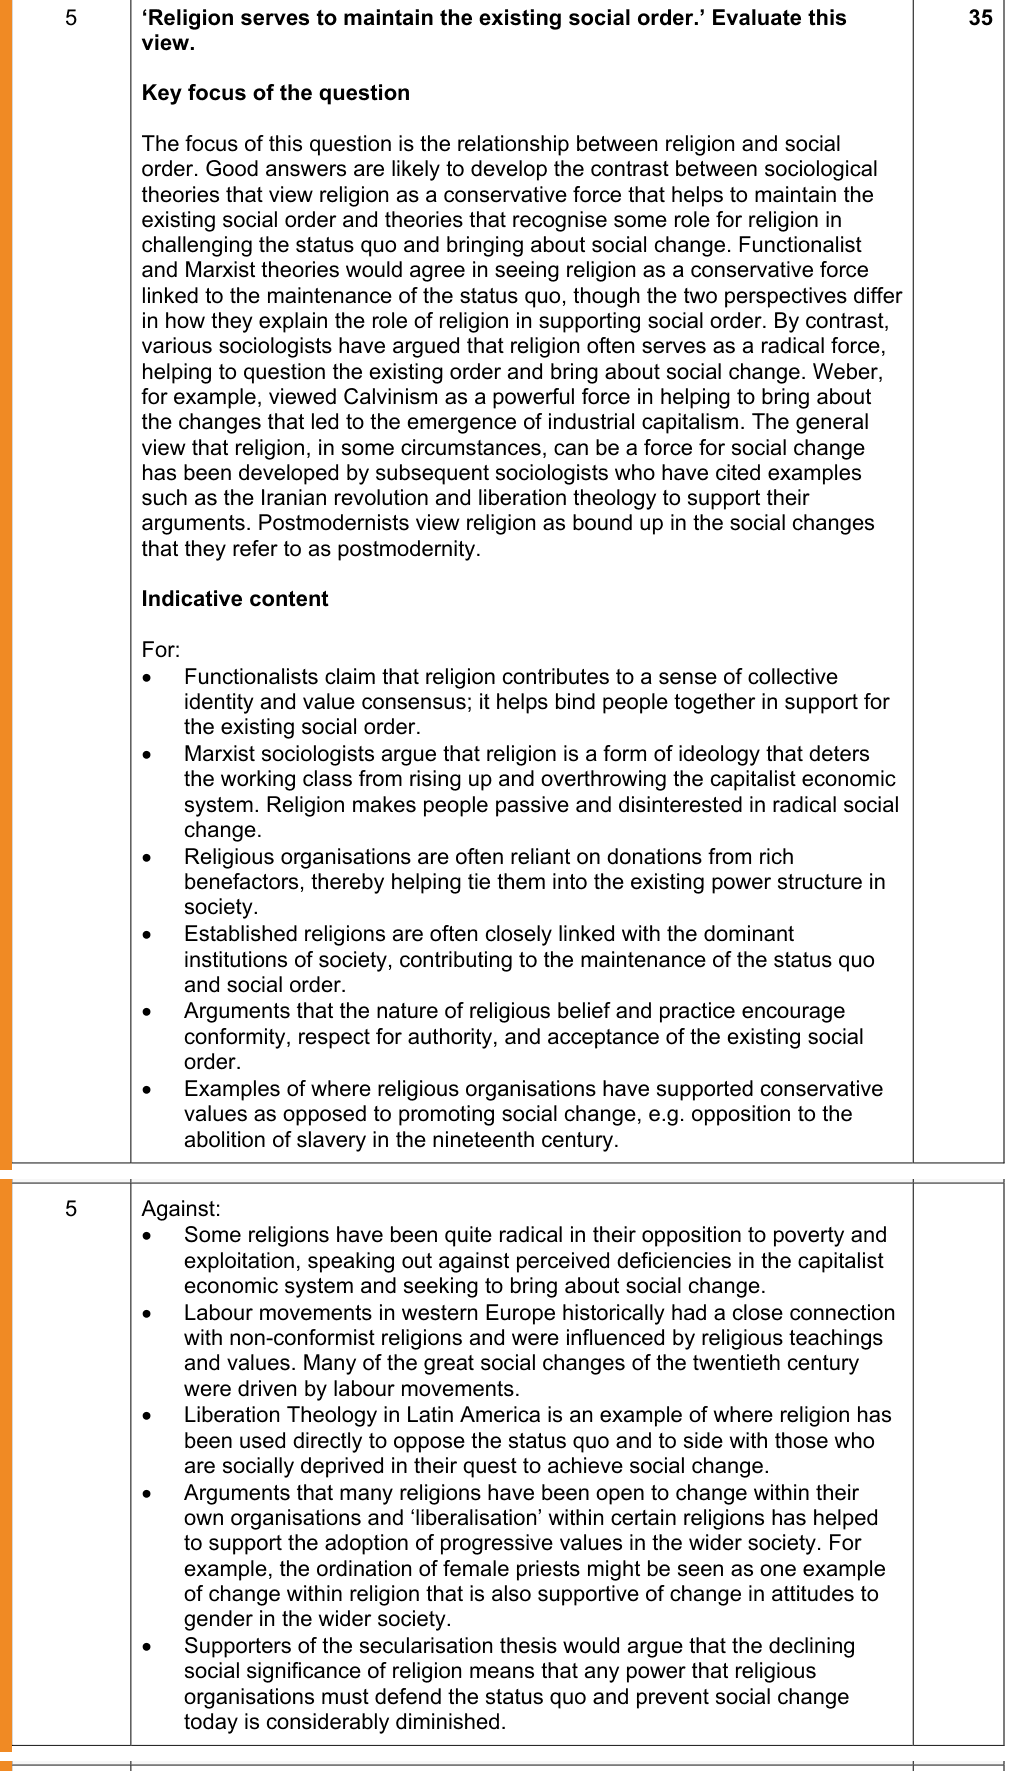 5
‘Religion serves to maintain the existing social order.’ Evaluate this
view.
35
Key focus of the question
The focus of this question is the relationship between religion and social
order. Good answers are likely to develop the contrast between sociological
theories that view religion as a conservative force that helps to maintain the
existing social order and theories that recognise some role for religion in
challenging the status quo and bringing about social change. Functionalist
and Marxist theories would agree in seeing religion as a conservative force
linked to the maintenance of the status quo, though the two perspectives differ
in how they explain the role of religion in supporting social order. By contrast,
various sociologists have argued that religion often serves as a radical force,
helping to question the existing order and bring about social change. Weber,
for example, viewed Calvinism as a powerful force in helping to bring about
the changes that led to the emergence of industrial capitalism. The general
view that religion, in some circumstances, can be a force for social change
has been developed by subsequent sociologists who have cited examples
such as the Iranian revolution and liberation theology to support their
arguments. Postmodernists view religion as bound up in the social changes
that they refer to as postmodernity.
Indicative content
For:
• Functionalists claim that religion contributes to a sense of collective
identity and value consensus; it helps bind people together in support for
the existing social order.
• Marxist sociologists argue that religion is a form of ideology that deters
the working class from rising up and overthrowing the capitalist economic
system. Religion makes people passive and disinterested in radical social
change.
• Religious organisations are often reliant on donations from rich
benefactors, thereby helping tie them into the existing power structure in
society.
• Established religions are often closely linked with the dominant
institutions of society, contributing to the maintenance of the status quo
and social order.
• Arguments that the nature of religious belief and practice encourage
conformity, respect for authority, and acceptance of the existing social
order.
• Examples of where religious organisations have supported conservative
values as opposed to promoting social change, e.g. opposition to the
abolition of slavery in the nineteenth century.
5
Against:
• Some religions have been quite radical in their opposition to poverty and
exploitation, speaking out against perceived deficiencies in the capitalist
economic system and seeking to bring about social change.
• Labour movements in western Europe historically had a close connection
with non-conformist religions and were influenced by religious teachings
and values. Many of the great social changes of the twentieth century
were driven by labour movements.
• Liberation Theology in Latin America is an example of where religion has
been used directly to oppose the status quo and to side with those who
are socially deprived in their quest to achieve social change.
• Arguments that many religions have been open to change within their
own organisations and ‘liberalisation’ within certain religions has helped
to support the adoption of progressive values in the wider society. For
example, the ordination of female priests might be seen as one example
of change within religion that is also supportive of change in attitudes to
gender in the wider society.
• Supporters of the secularisation thesis would argue that the declining
social significance of religion means that any power that religious
organisations must defend the status quo and prevent social change
today is considerably diminished.